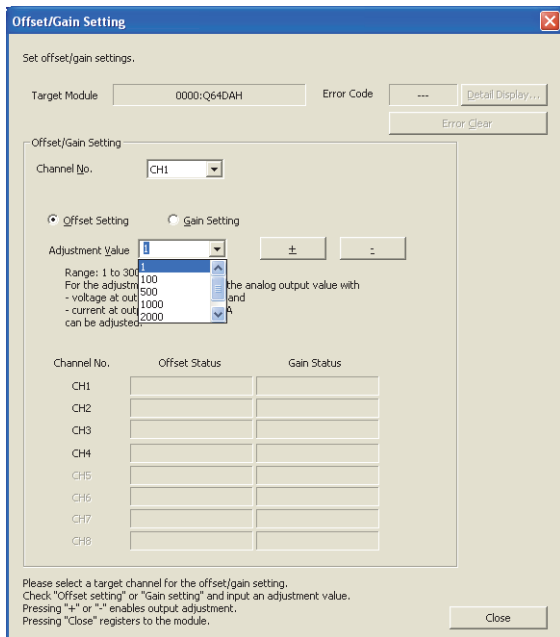 Offset/Gain Setting
Set offset/gain settings.
Target Module 0000:Q64DAH Error Code --- Detail Display...
Error Clear
Offset/Gain Setting
Channel No. CH1
Offset Setting Gain Setting
Adjustment Value 1 + -
Range: 1 to 300
1
For the adjustm the analog output value with
100
- voltage at out and
500
- current at outp A
1000
can be adjusted.
2000
Channel No. Offset Status Gain Status
CH1
CH2
CH3
CH4
CH5
CH6
CH7
CH8
Please select a target channel for the offset/gain setting.
Check "Offset setting" or "Gain setting" and input an adjustment value.
Pressing "+" or "-" enables output adjustment.
Pressing "Close" registers to the module.
Close